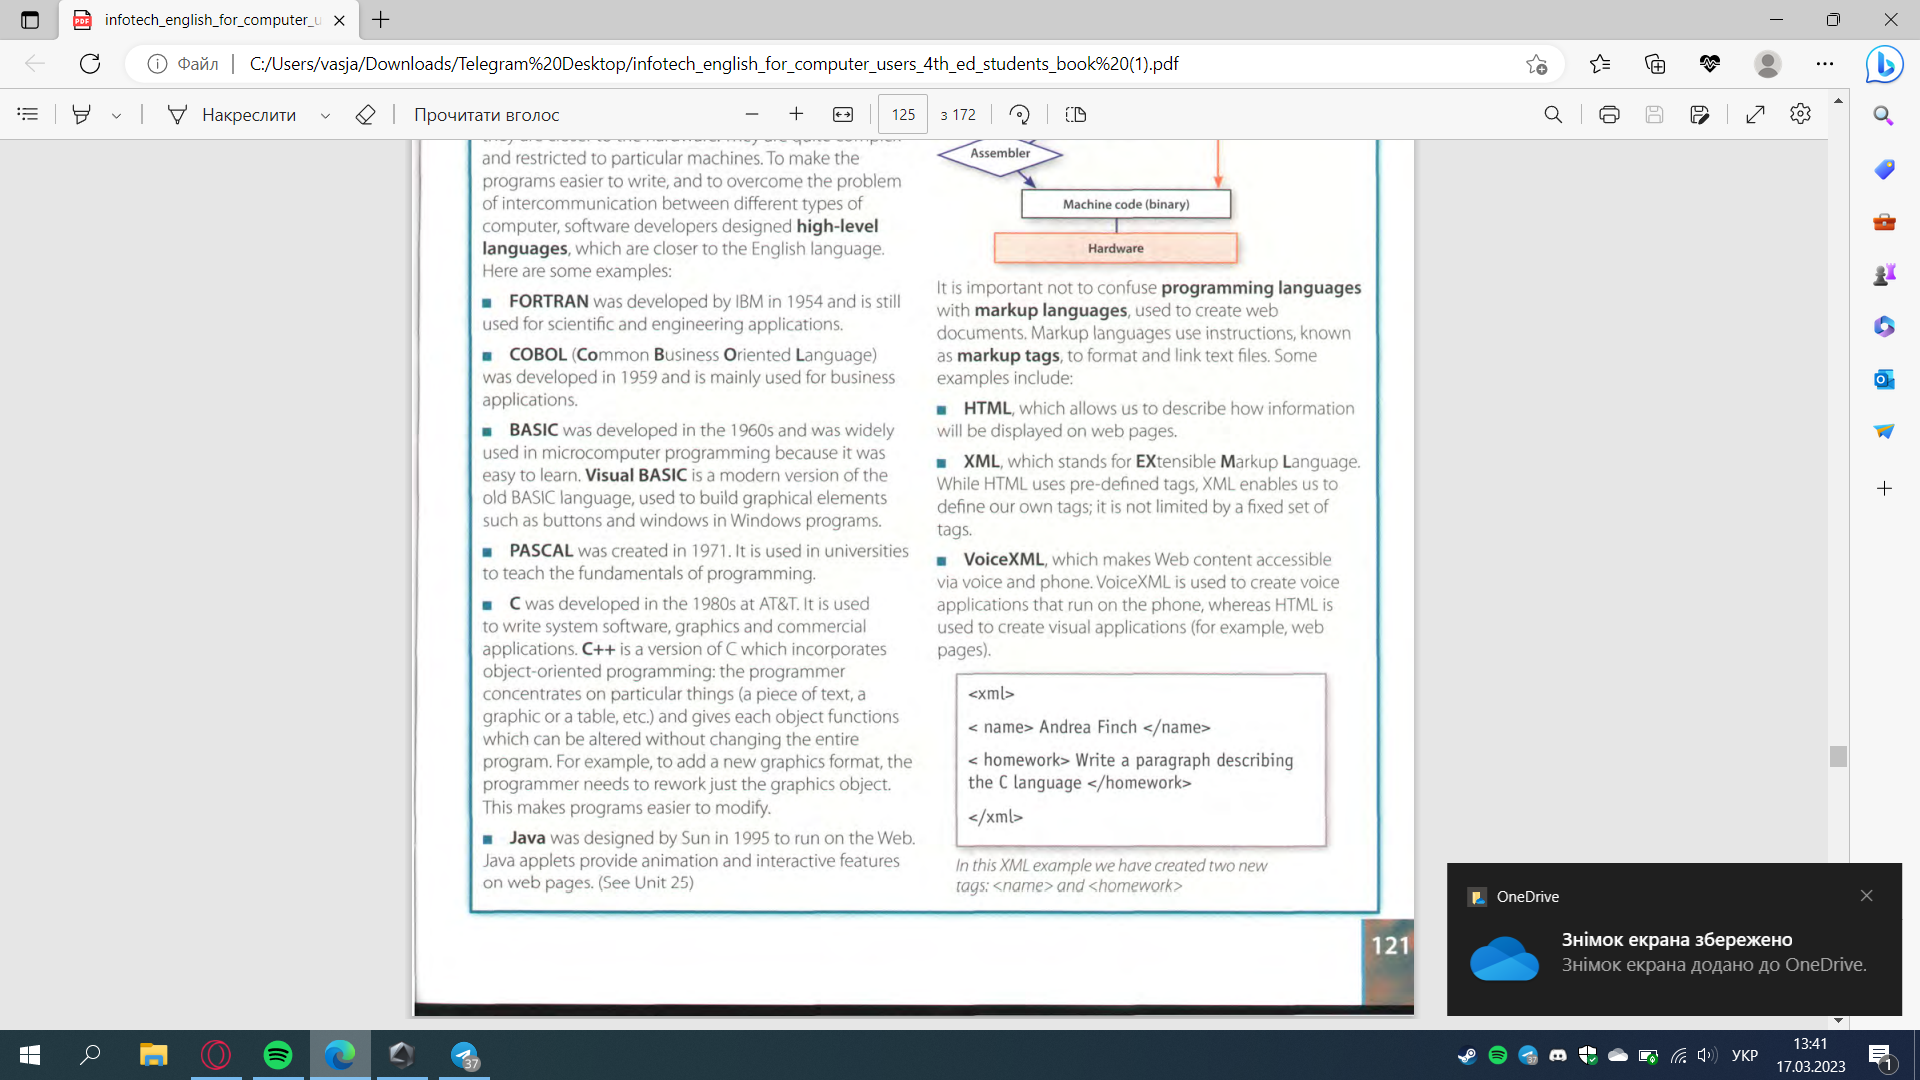 infotech_english_for_computer_u
Файл
C:/Users/vasja/Downloads/Telegram%20Desktop/infotech_english_for_computer_users_4th_ed_students_book%20(1).pdf
Накреслити
Прочитати вголос
125
з 172
they are closer to the hardware. They are quite complex
and restricted to particular machines. To make the
programs easier to write, and to overcome the problem
of intercommunication between different types of
computer, software developers designed high-level
languages, which are closer to the English language.
Here are some examples:
■ FORTRAN was developed by IBM in 1954 and is still
used for scientific and engineering applications.
■ COBOL (Common Business Oriented Language)
was developed in 1959 and is mainly used for business
applications.
■ BASIC was developed in the 1960s and was widely
used in microcomputer programming because it was
easy to learn. Visual BASIC is a modern version of the
old BASIC language, used to build graphical elements
such as buttons and windows in Windows programs.
■ PASCAL was created in 1971. It is used in universities
to teach the fundamentals of programming.
■ C was developed in the 1980s at AT&T. It is used
to write system software, graphics and commercial
applications. C++ is a version of C which incorporates
object-oriented programming: the programmer
concentrates on particular things (a piece of text, a
graphic or a table, etc.) and gives each object functions
which can be altered without changing the entire
program. For example, to add a new graphics format, the
programmer needs to rework just the graphics object.
This makes programs easier to modify.
■ Java was designed by Sun in 1995 to run on the Web.
Java applets provide animation and interactive features
on web pages. (See Unit 25)
Assembler
Machine code (binary)
Hardware
It is important not to confuse programming languages
with markup languages, used to create web
documents. Markup languages use instructions, known
as markup tags, to format and link text files. Some
examples include:
■ HTML, which allows us to describe how information
will be displayed on web pages.
■ XML, which stands for EXtensible Markup Language.
While HTML uses pre-defined tags, XML enables us to
define our own tags; it is not limited by a fixed set of
tags.
■ VoiceXML, which makes Web content accessible
via voice and phone. VoiceXML is used to create voice
applications that run on the phone, whereas HTML is
used to create visual applications (for example, web
pages).
<xml>
< name> Andrea Finch </name>
< homework> Write a paragraph describing
the C language </homework>
</xml>
In this XML example we have created two new
tags: <name> and <homework>
121
OneDrive
Знімок екрана збережено
Знімок екрана додано до OneDrive.
37
37
УКР
13:41
17.03.2023
1